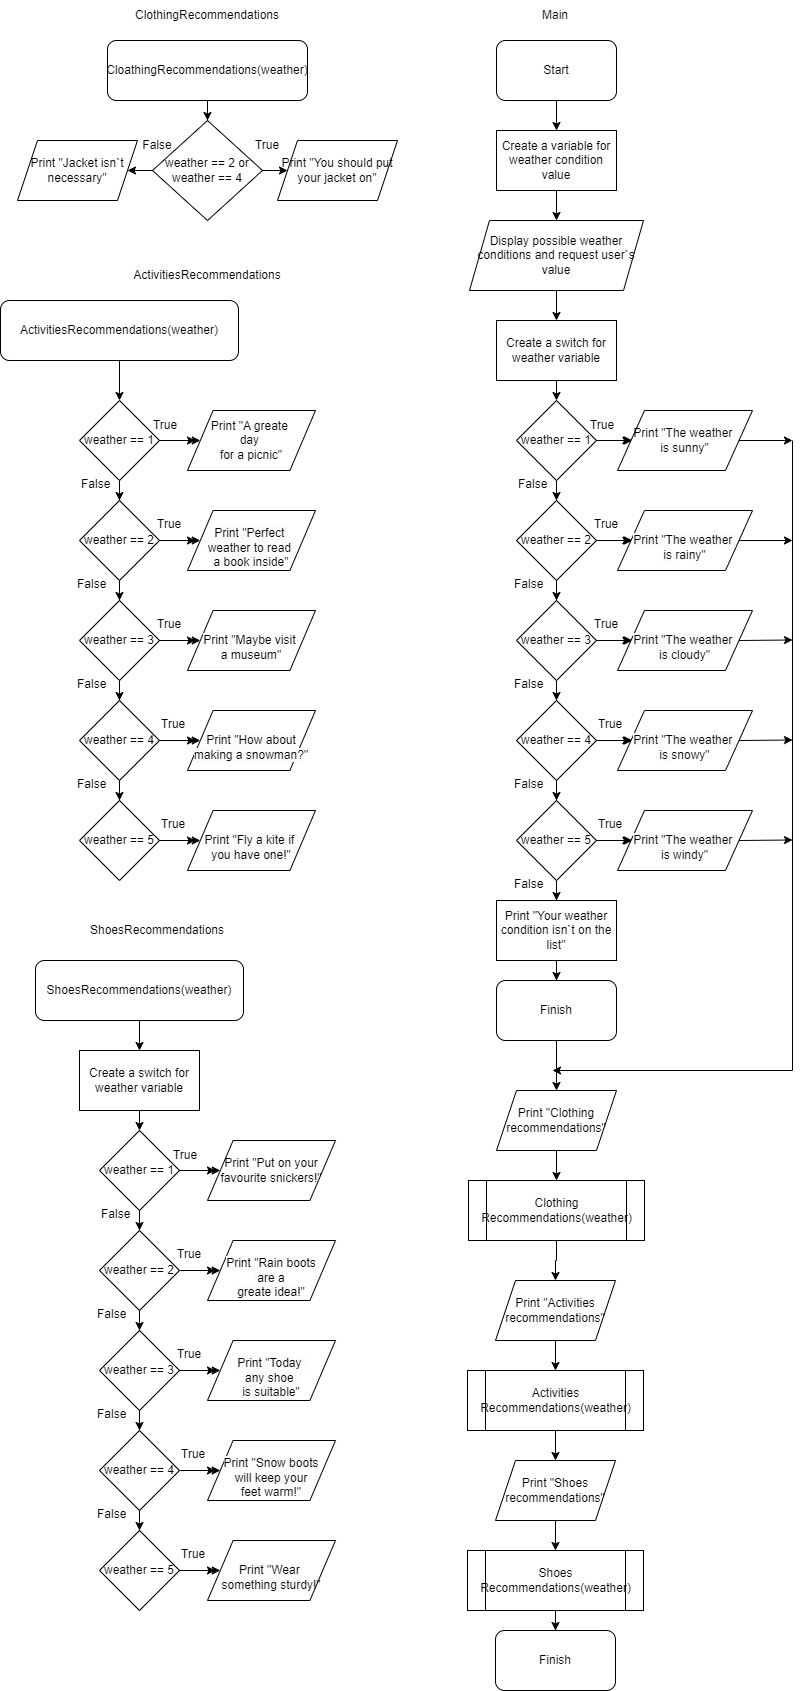 ClothingRecommendations
CloathingRecommendations(weather)
False
True
Print "Jacket isn`t
necessary"
weather == 2 or
weather == 4
Print "You should put
your jacket on"
ActivitiesRecommendations
ActivitiesRecommendations(weather)
weather == 1
True
Print "A greate
day
for a picnic"
False
weather == 2
True
Print "Perfect
weather to read
a book inside"
False
weather == 3
True
Print "Maybe visit
a museum"
False
weather == 4
True
Print "How about
making a snowman?"
False
weather == 5
True
Print "Fly a kite if
you have one!"
ShoesRecommendations
ShoesRecommendations(weather)
Create a switch for
weather variable
weather == 1
True
Print "Put on your
favourite snickers!"
False
weather == 2
True
Print "Rain boots
are a
greate idea!"
False
weather == 3
True
Print "Today
any shoe
is suitable"
False
weather == 4
True
Print "Snow boots
will keep your
feet warm!"
False
weather == 5
True
Print "Wear
something sturdy!"
Main
Start
Create a variable for
weather condition
value
Display possible weather
conditions and request user`s
value
Create a switch for
weather variable
weather == 1
True
Print "The weather
is sunny"
False
weather == 2
True
Print "The weather
is rainy"
False
weather == 3
True
Print "The weather
is cloudy"
False
weather == 4
True
Print "The weather
is snowy"
False
weather == 5
True
Print "The weather
is windy"
False
Print "Your weather
condition isn`t on the
list"
Finish
Print "Clothing
recommendations"
Clothing
Recommendations(weather)
Print "Activities
recommendations"
Activities
Recommendations(weather)
Print "Shoes
recommendations"
Shoes
Recommendations(weather)
Finish